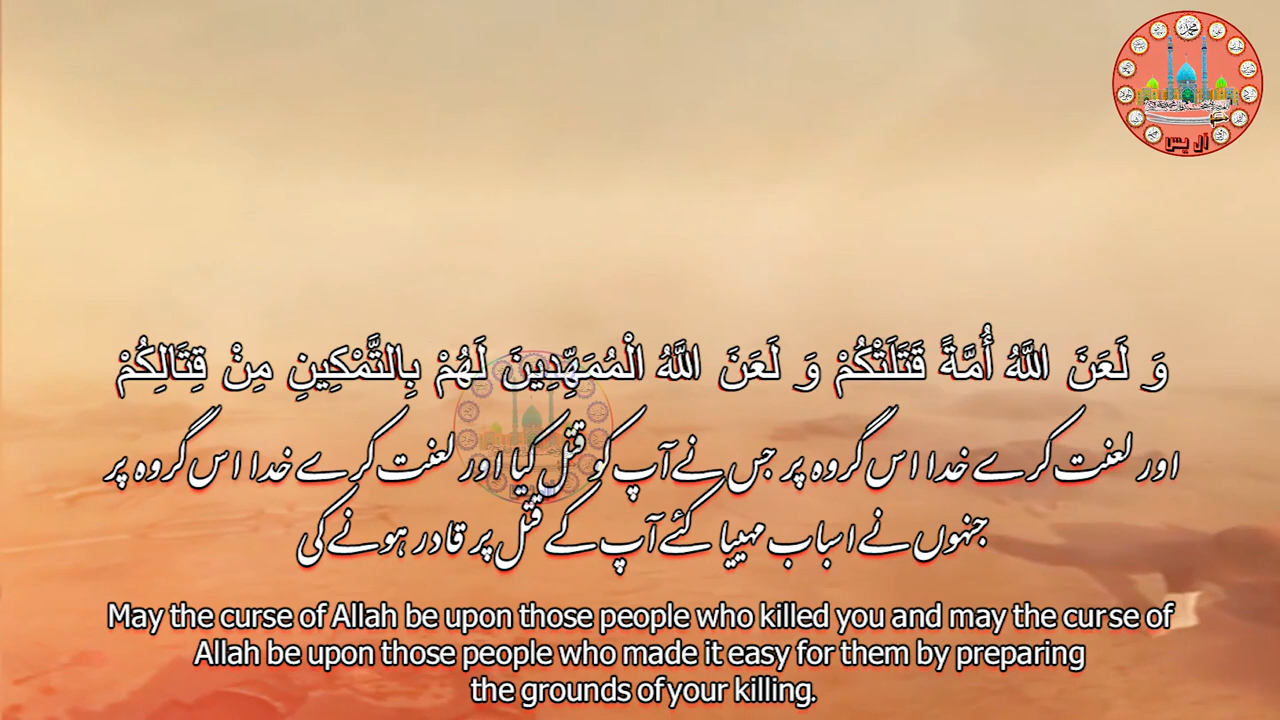 آل یس
وَ لَعَنَ اللَّهُ أُمَّةً قَتَلَتْكُمْ وَ لَعَنَ اللَّهُ الْمُمَهِّدِينَ لَهُمْ بِالتَّمْكِينِ مِنْ قِتَالِكُمْ
اور لعنت کرے خدا اس گروہ پر جس نے آپ کو قتل کیا اور لعنت کرے خدا اس گروہ پر
جنہوں نے اسباب مہییا کئے آپ کے قتل پر قادر ہونے کی
May the curse of Allah be upon those people who killed you and may the curse of
Allah be upon those people who made it easy for them by preparing
the grounds of your killing.